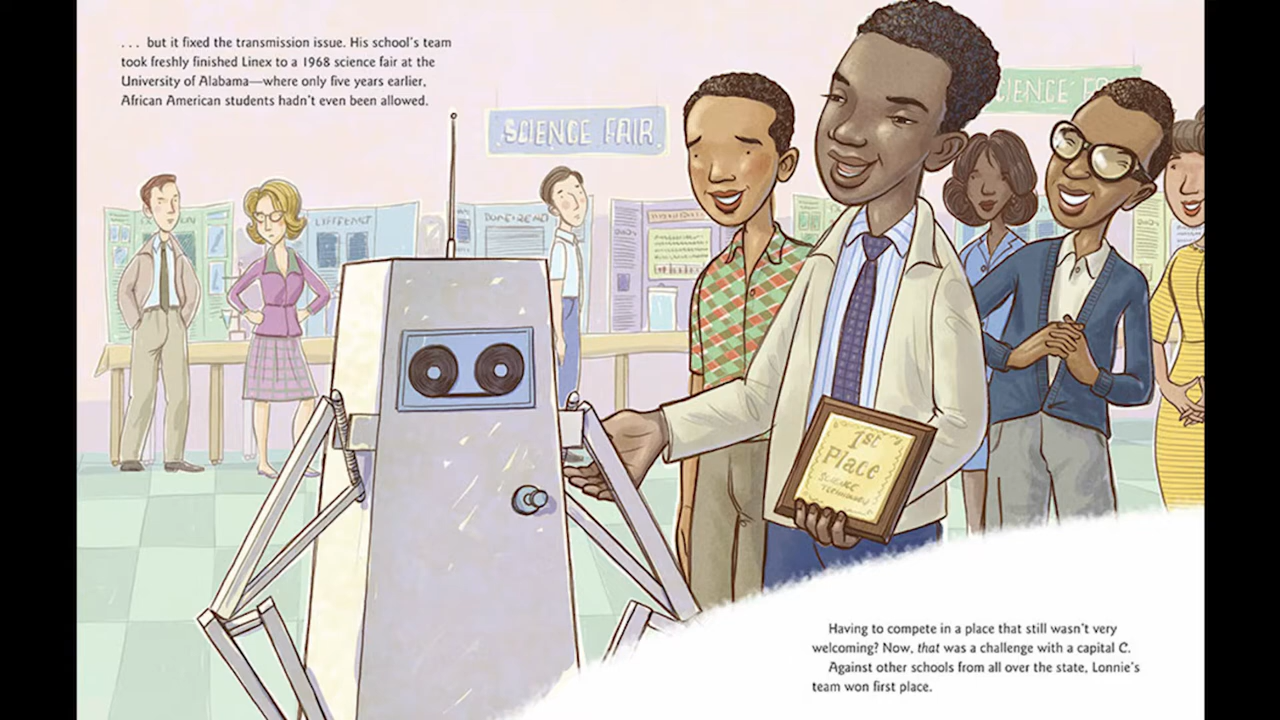 . . . but it fixed the transmission issue. His school's team
took freshly finished Linex to a 1968 science fair at the
University of Alabama—where only five years earlier,
African American students hadn't even been allowed.
SCIENCE FAIR
SCIENCE
1st
Place
SCIENCE
TECHNOLOGY
Having to compete in a place that still wasn't very
welcoming? Now, that was a challenge with a capital C.
Against other schools from all over the state, Lonnie's
team won first place.